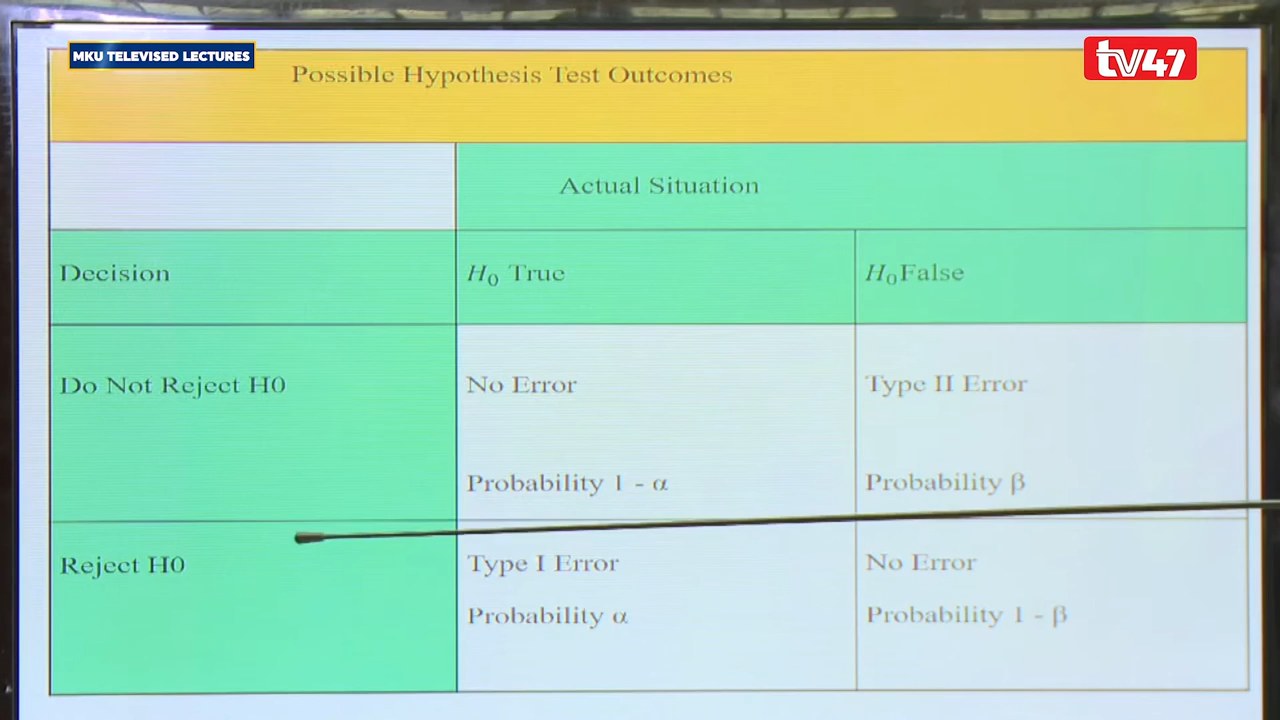 MKU TELEVISED LECTURES
tv47
Possible Hypothesis Test Outcomes
Actual Situation
Decision
H₀ True
H₀False
Do Not Reject H0
No Error
Type II Error
Probability 1 - α
Probability β
Reject H0
Type I Error
No Error
Probability α
Probability 1 - β